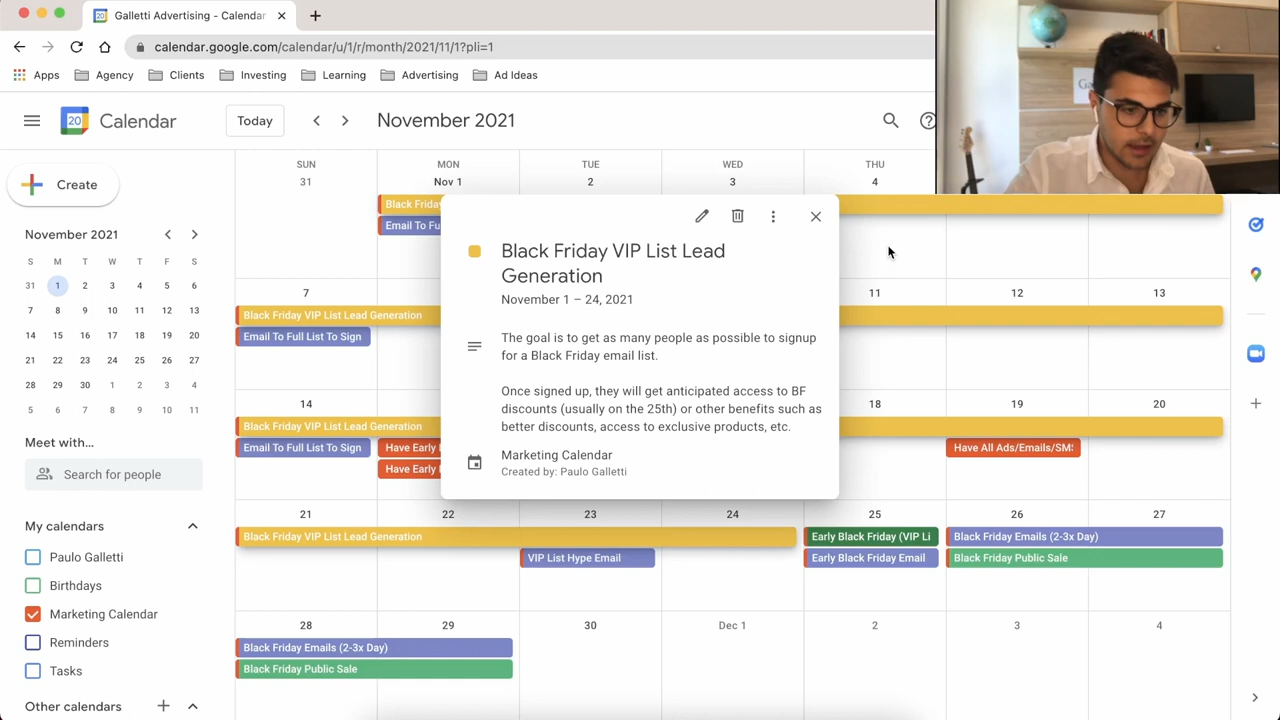 Galletti Advertising - Calendar
calendar.google.com/calendar/u/1/r/month/2021/11/1?pli=1
Apps Agency Clients Investing Learning Advertising Ad Ideas
20 Calendar Today November 2021
Create
November 2021
S M T W T F S
31 1 2 3 4 5 6
7 8 9 10 11 12 13
14 15 16 17 18 19 20
21 22 23 24 25 26 27
28 29 30 1 2 3 4
5 6 7 8 9 10 11
Meet with...
Search for people
My calendars
Paulo Galletti
Birthdays
Marketing Calendar
Reminders
Tasks
Other calendars
SUN MON TUE WED THU
31 Nov 1 2 3 4
Black Friday
Email To Fu
7 11 12 13
Black Friday VIP List Lead Generation
Email To Full List To Sign
14 18 19 20
Black Friday VIP List Lead Generation
Email To Full List To Sign Have Early Have All Ads/Emails/SMS
Have Early
21 22 23 24 25 26 27
Black Friday VIP List Lead Generation Early Black Friday (VIP Li Black Friday Emails (2-3x Day)
VIP List Hype Email Early Black Friday Email Black Friday Public Sale
28 29 30 Dec 1 2 3 4
Black Friday Emails (2-3x Day)
Black Friday Public Sale
Black Friday VIP List Lead
Generation
November 1 – 24, 2021
The goal is to get as many people as possible to signup
for a Black Friday email list.
Once signed up, they will get anticipated access to BF
discounts (usually on the 25th) or other benefits such as
better discounts, access to exclusive products, etc.
Marketing Calendar
Created by: Paulo Galletti